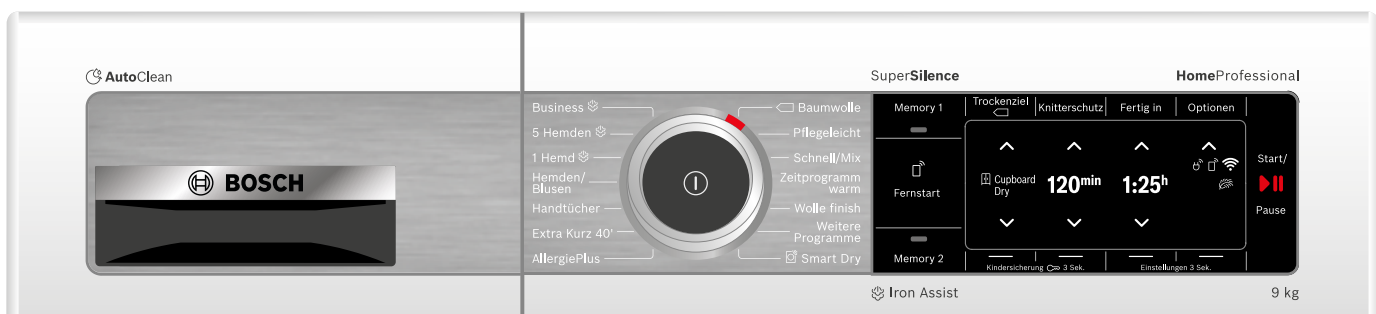 AutoClean
SuperSilence
HomeProfessional
BOSCH
Business
5 Hemden
1 Hemd
Hemden/
Blusen
Handtücher
Extra Kurz 40'
AllergiePlus
Baumwolle
Pflegeleicht
Schnell/Mix
Zeitprogramm
warm
Wolle finish
Weitere
Programme
Smart Dry
Memory 1
Fernstart
Memory 2
Trockenziel
Knitterschutz
Fertig in
Optionen
Cupboard
Dry
120min
1:25h
Kindersicherung 3 Sek.
Einstellungen 3 Sek.
Start/
Pause
Iron Assist
9 kg